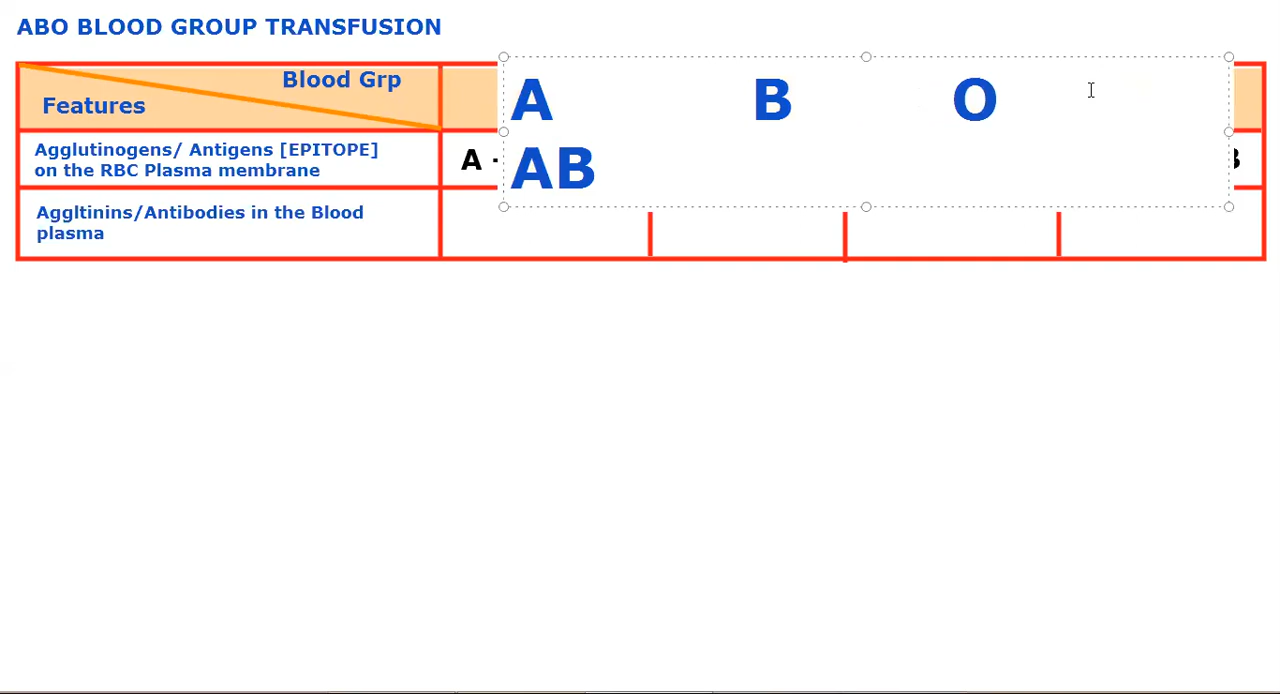 ABO BLOOD GROUP TRANSFUSION
Blood Grp
Features
A B O
AB
Agglutinogens/ Antigens [EPITOPE]
on the RBC Plasma membrane
A -
Aggltinins/Antibodies in the Blood
plasma